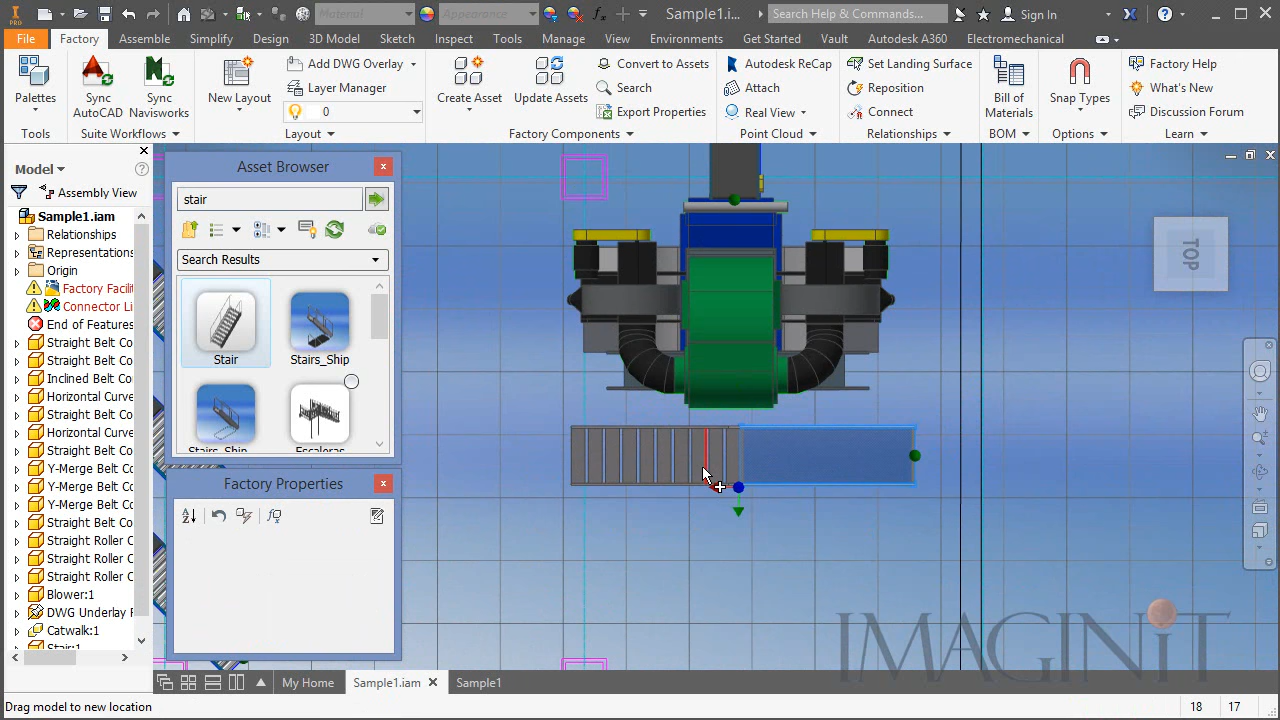 PRO
Material
Appearance
Sample1.i...
Search Help & Commands...
Sign In
File
Factory
Assemble
Simplify
Design
3D Model
Sketch
Inspect
Tools
Manage
View
Environments
Get Started
Vault
Autodesk A360
Electromechanical
Palettes
Sync
AutoCAD
Sync
Navisworks
New Layout
Add DWG Overlay
Layer Manager
0
Create Asset
Update Assets
Convert to Assets
Search
Export Properties
Autodesk ReCap
Attach
Real View
Set Landing Surface
Reposition
Connect
Bill of
Materials
Snap Types
Factory Help
What's New
Discussion Forum
Tools
Suite Workflows
Layout
Factory Components
Point Cloud
Relationships
BOM
Options
Learn
Model
Assembly View
Sample1.iam
Relationships
Representations
Origin
Factory Facili
Connector Li
End of Features
Straight Belt Co
Straight Belt Co
Inclined Belt Co
Horizontal Curve
Straight Belt Co
Horizontal Curve
Straight Belt Co
Y-Merge Belt Co
Y-Merge Belt Co
Y-Merge Belt Co
Straight Belt Co
Straight Roller C
Straight Roller C
Blower:1
DWG Underlay F
Catwalk:1
Stair:1
Asset Browser
stair
Search Results
Stair
Stairs_Ship
Stairs_Ship
Escaleras
Factory Properties
TOP
IMAGINiT
My Home
Sample1.iam
Sample1
Drag model to new location
18
17